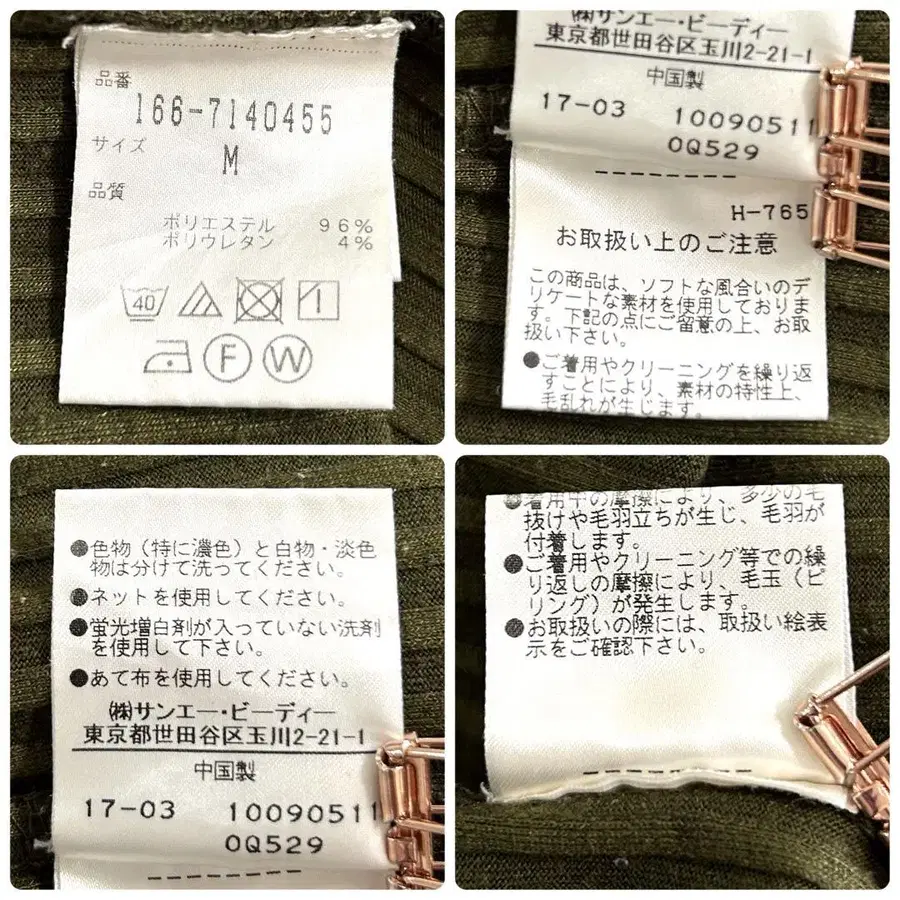 品番
166-7140455
サイズ
M
品質
ポリエステル 96%
ポリウレタン 4%
40
F W
㈱サンエー・ビーディー
東京都世田谷区玉川2-21-1
中国製
17-03 10090511
0Q529
H-765
お取扱い上のご注意
この商品は、ソフトな風合いのデ
リケートな素材を使用しておりま
す。下記の点にご留意の上、お取
扱い下さい。
●ご着用やクリーニングを繰り返
すことにより、素材の特性上、
毛乱れが生じます。
●色物（特に濃色）と白物・淡色
物は分けて洗ってください。
●ネットを使用してください。
●蛍光増白剤が入っていない洗剤
を使用して下さい。
●あて布を使用してください。
㈱サンエー・ビーディー
東京都世田谷区玉川2-21-1
中国製
17-03 10090511
0Q529
●着用中の摩擦により、多少の毛
抜けや毛羽立ちが生じ、毛羽が
付着します。
●ご着用やクリーニング等での繰
り返しの摩擦により、毛玉（ピ
リング）が発生します。
●お取扱いの際には、取扱い絵表
示をご確認下さい。